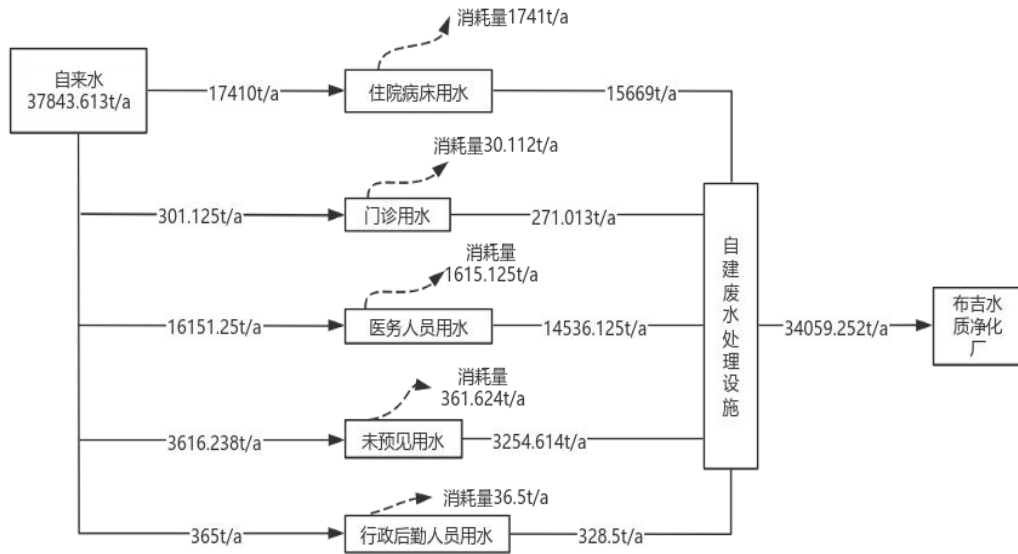 消耗量1741t/a
自来水
37843.613t/a
17410t/a
住院病床用水
15669t/a
消耗量30.112t/a
301.125t/a
门诊用水
271.013t/a
消耗量
1615.125t/a
16151.25t/a
医务人员用水
14536.125t/a
自建废水处理设施
34059.252t/a
布吉水
质净化
厂
消耗量
361.624t/a
3616.238t/a
未预见用水
3254.614t/a
消耗量36.5t/a
365t/a
行政后勤人员用水
328.5t/a